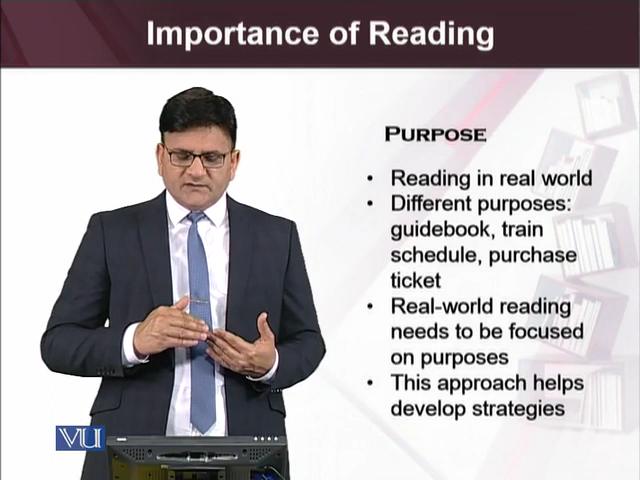 Importance of Reading
PURPOSE
• Reading in real world
• Different purposes:
guidebook, train
schedule, purchase
ticket
• Real-world reading
needs to be focused
on purposes
• This approach helps
develop strategies
VU